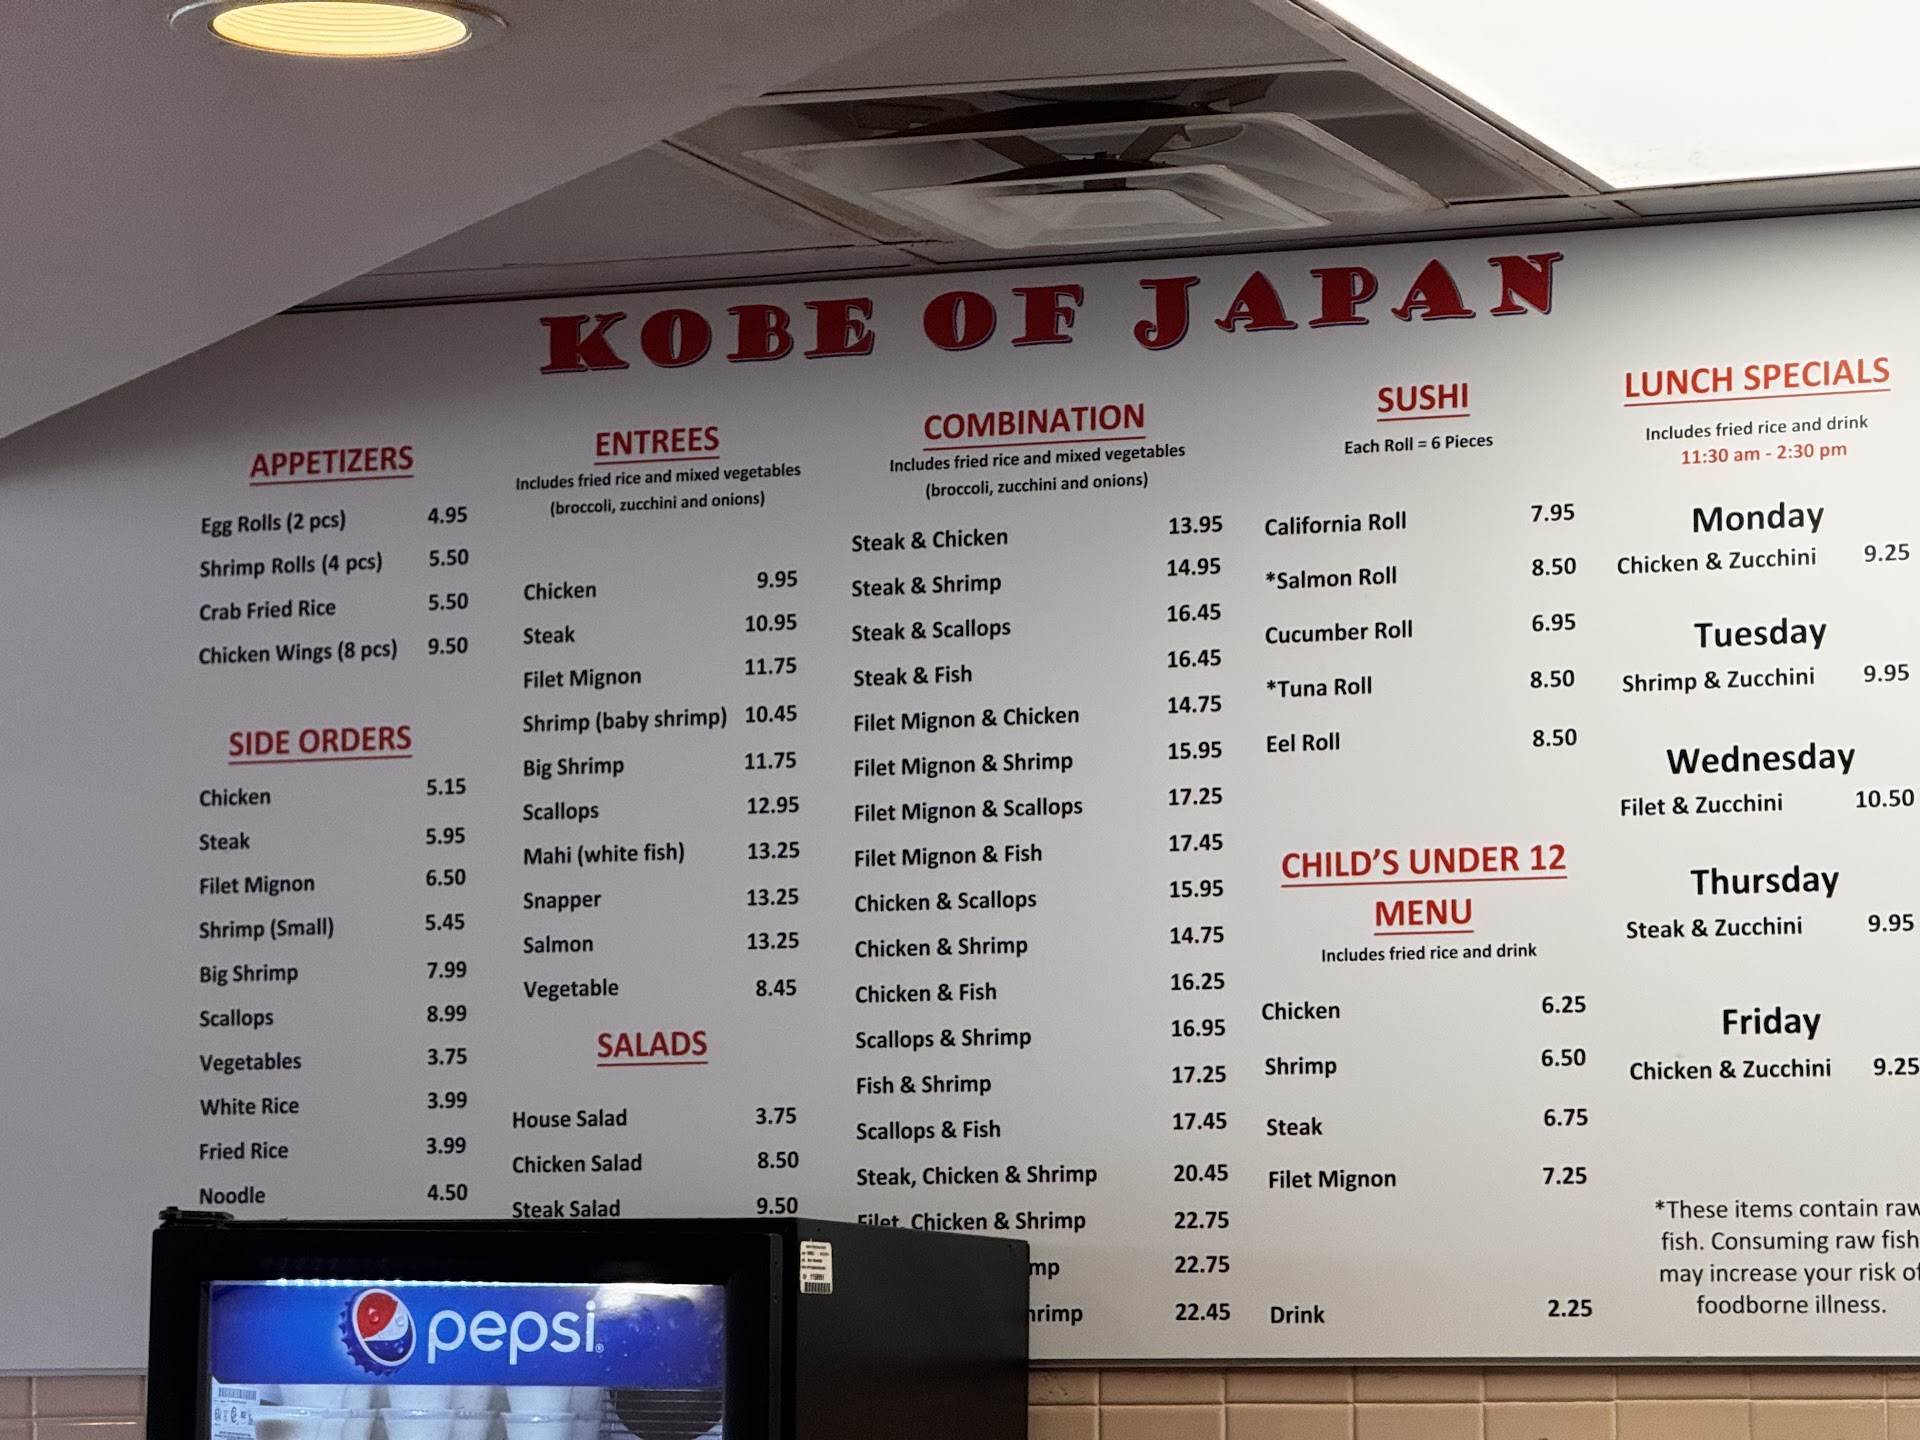 KOBE OF JAPAN
APPETIZERS
Egg Rolls (2 pcs) 4.95
Shrimp Rolls (4 pcs) 5.50
Crab Fried Rice 5.50
Chicken Wings (8 pcs) 9.50
SIDE ORDERS
Chicken 5.15
Steak 5.95
Filet Mignon 6.50
Shrimp (Small) 5.45
Big Shrimp 7.99
Scallops 8.99
Vegetables 3.75
White Rice 3.99
Fried Rice 3.99
Noodle 4.50
ENTREES
Includes fried rice and mixed vegetables
(broccoli, zucchini and onions)
Chicken 9.95
Steak 10.95
Filet Mignon 11.75
Shrimp (baby shrimp) 10.45
Big Shrimp 11.75
Scallops 12.95
Mahi (white fish) 13.25
Snapper 13.25
Salmon 13.25
Vegetable 8.45
SALADS
House Salad 3.75
Chicken Salad 8.50
Steak Salad 9.50
COMBINATION
Includes fried rice and mixed vegetables
(broccoli, zucchini and onions)
Steak & Chicken 13.95
Steak & Shrimp 14.95
Steak & Scallops 16.45
Steak & Fish 16.45
Filet Mignon & Chicken 14.75
Filet Mignon & Shrimp 15.95
Filet Mignon & Scallops 17.25
Filet Mignon & Fish 17.45
Chicken & Scallops 15.95
Chicken & Shrimp 14.75
Chicken & Fish 16.25
Scallops & Shrimp 16.95
Fish & Shrimp 17.25
Scallops & Fish 17.45
Steak, Chicken & Shrimp 20.45
Filet, Chicken & Shrimp 22.75
mp 22.75
hrimp 22.45
SUSHI
Each Roll = 6 Pieces
California Roll 7.95
*Salmon Roll 8.50
Cucumber Roll 6.95
*Tuna Roll 8.50
Eel Roll 8.50
CHILD'S UNDER 12
MENU
Includes fried rice and drink
Chicken 6.25
Shrimp 6.50
Steak 6.75
Filet Mignon 7.25
Drink 2.25
LUNCH SPECIALS
Includes fried rice and drink
11:30 am - 2:30 pm
Monday
Chicken & Zucchini 9.25
Tuesday
Shrimp & Zucchini 9.95
Wednesday
Filet & Zucchini 10.50
Thursday
Steak & Zucchini 9.95
Friday
Chicken & Zucchini 9.25
*These items contain raw
fish. Consuming raw fish
may increase your risk of
foodborne illness.
pepsi